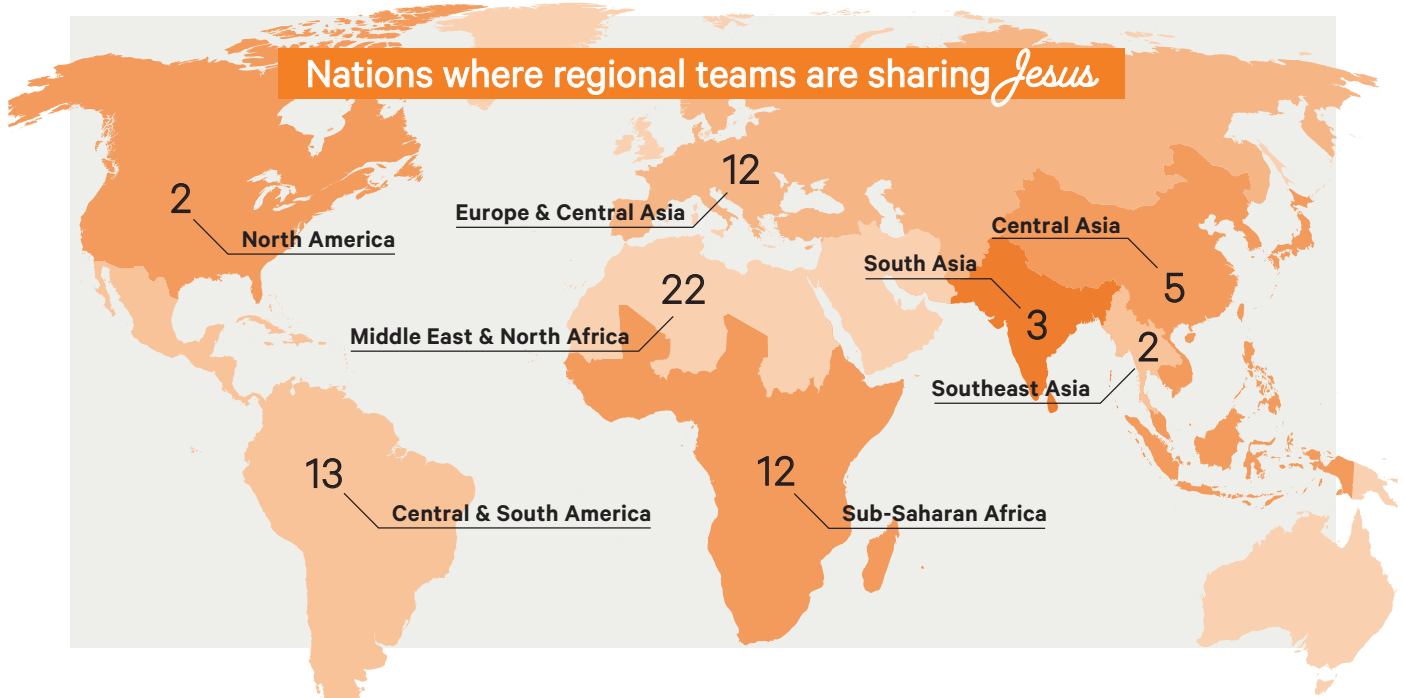 Nations where regional teams are sharing Jesus
2
North America
12
Europe & Central Asia
22
Middle East & North Africa
Central Asia
5
South Asia
3
2
Southeast Asia
13
Central & South America
12
Sub-Saharan Africa